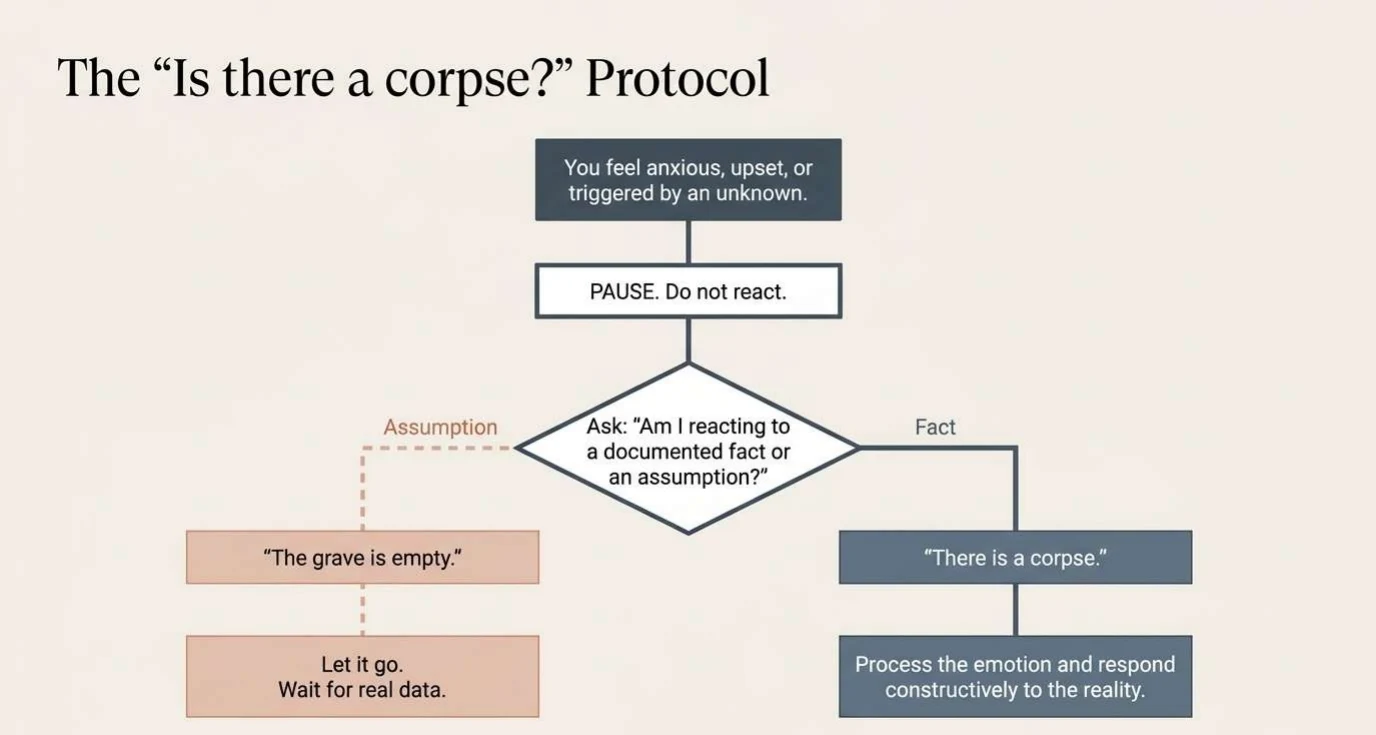 The “Is there a corpse?” Protocol
You feel anxious, upset, or
triggered by an unknown.
PAUSE. Do not react.
Ask: “Am I reacting to
a documented fact or
an assumption?”
Assumption
Fact
“The grave is empty.”
“There is a corpse.”
Let it go.
Wait for real data.
Process the emotion and respond
constructively to the reality.